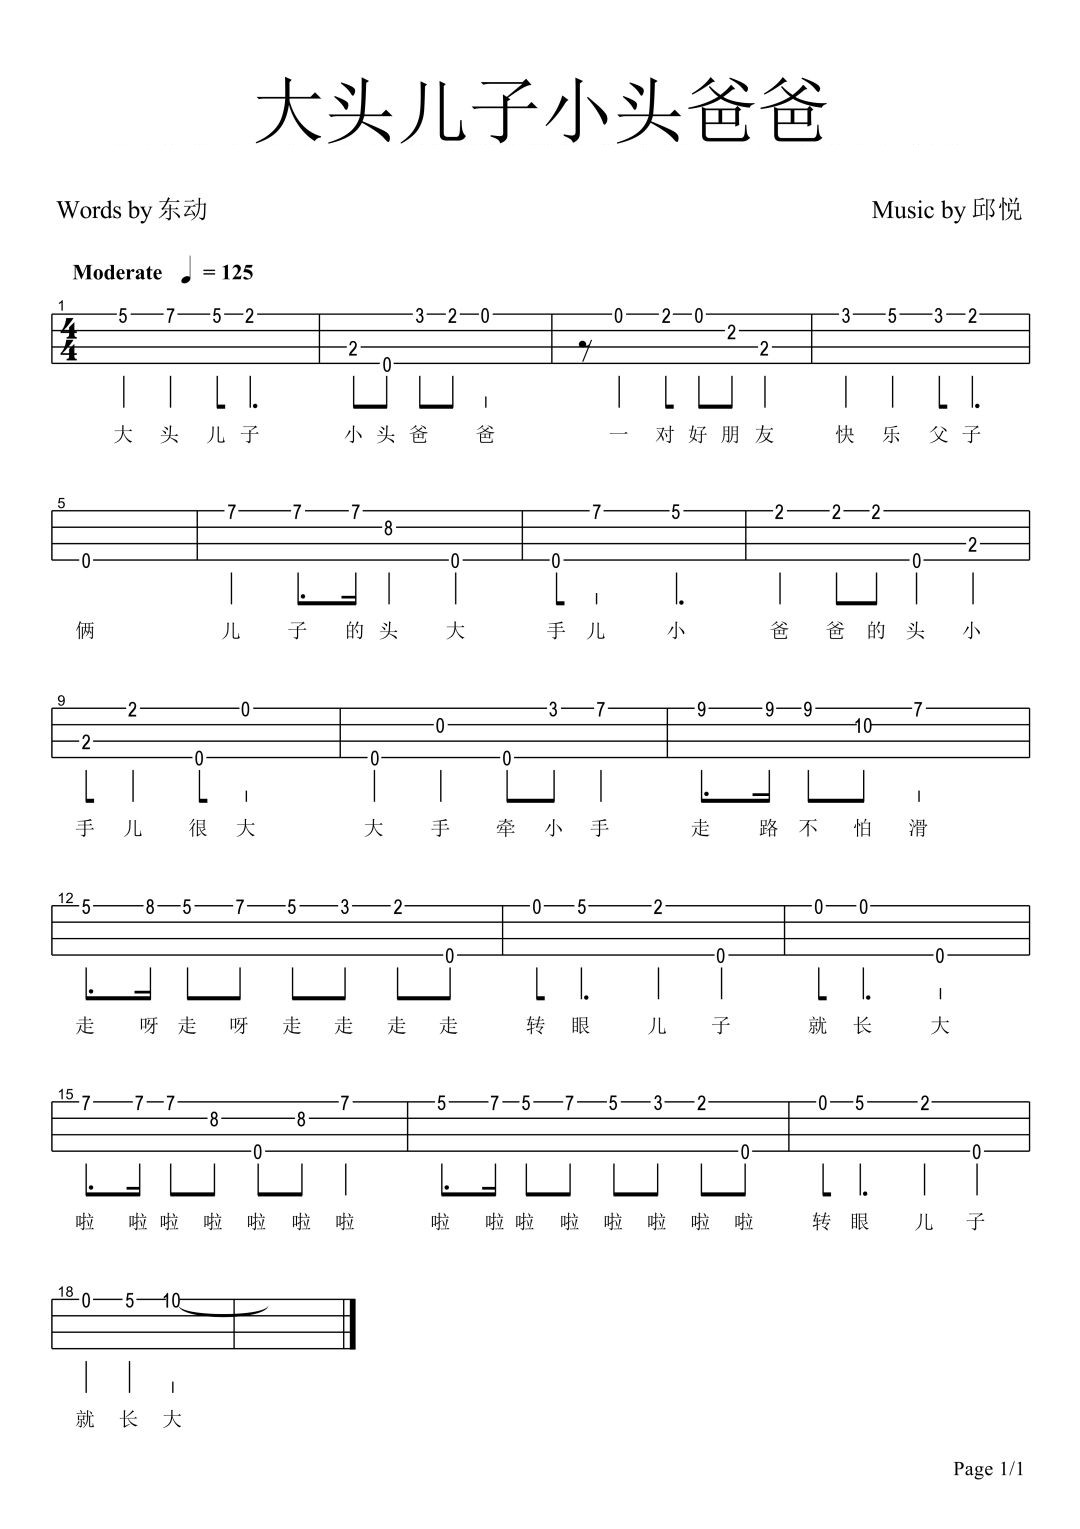 大头儿子小头爸爸
Words by 东动 Music by 邱悦
Moderate ♩ = 125
1 4/4 5 7 5 2 2 0 3 2 0 0 2 0 2 2 3 5 3 2
大 头 儿 子 小 头 爸 爸 一 对 好 朋 友 快 乐 父 子
5 0 7 7 7 8 0 0 7 5 2 2 2 0 2
俩 儿 子 的 头 大 手 儿 小 爸 爸 的 头 小
9 2 2 0 0 0 0 0 3 7 9 9 9 10 7
手 儿 很 大 大 手 牵 小 手 走 路 不 怕 滑
12 5 8 5 7 5 3 2 0 0 5 2 0 0 0 0
走 呀 走 呀 走 走 走 走 转 眼 儿 子 就 长 大
15 7 7 7 8 0 8 7 5 7 5 7 5 3 2 0 0 5 2 0
啦 啦 啦 啦 啦 啦 啦 啦 啦 啦 啦 啦 啦 啦 啦 转 眼 儿 子
18 0 5 10
就 长 大
Page 1/1